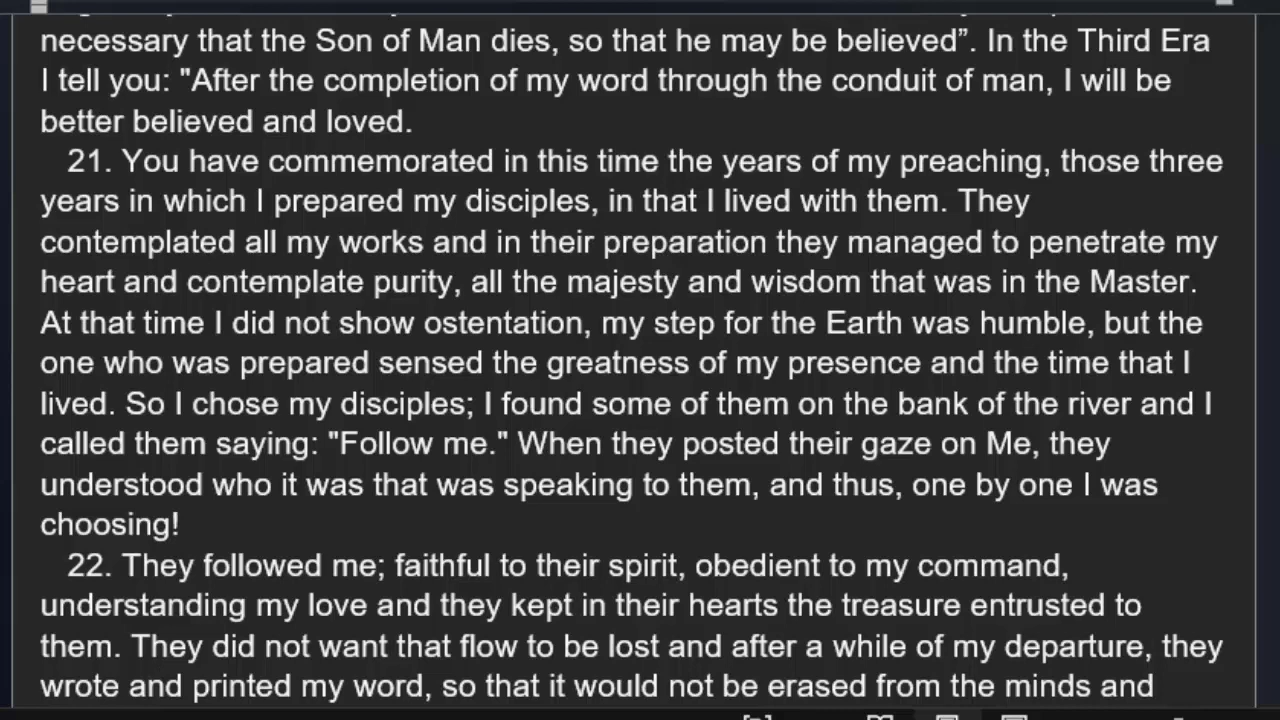 necessary that the Son of Man dies, so that he may be believed”. In the Third Era
I tell you: "After the completion of my word through the conduit of man, I will be
better believed and loved.
21. You have commemorated in this time the years of my preaching, those three
years in which I prepared my disciples, in that I lived with them. They
contemplated all my works and in their preparation they managed to penetrate my
heart and contemplate purity, all the majesty and wisdom that was in the Master.
At that time I did not show ostentation, my step for the Earth was humble, but the
one who was prepared sensed the greatness of my presence and the time that I
lived. So I chose my disciples; I found some of them on the bank of the river and I
called them saying: "Follow me." When they posted their gaze on Me, they
understood who it was that was speaking to them, and thus, one by one I was
choosing!
22. They followed me; faithful to their spirit, obedient to my command,
understanding my love and they kept in their hearts the treasure entrusted to
them. They did not want that flow to be lost and after a while of my departure, they
wrote and printed my word, so that it would not be erased from the minds and